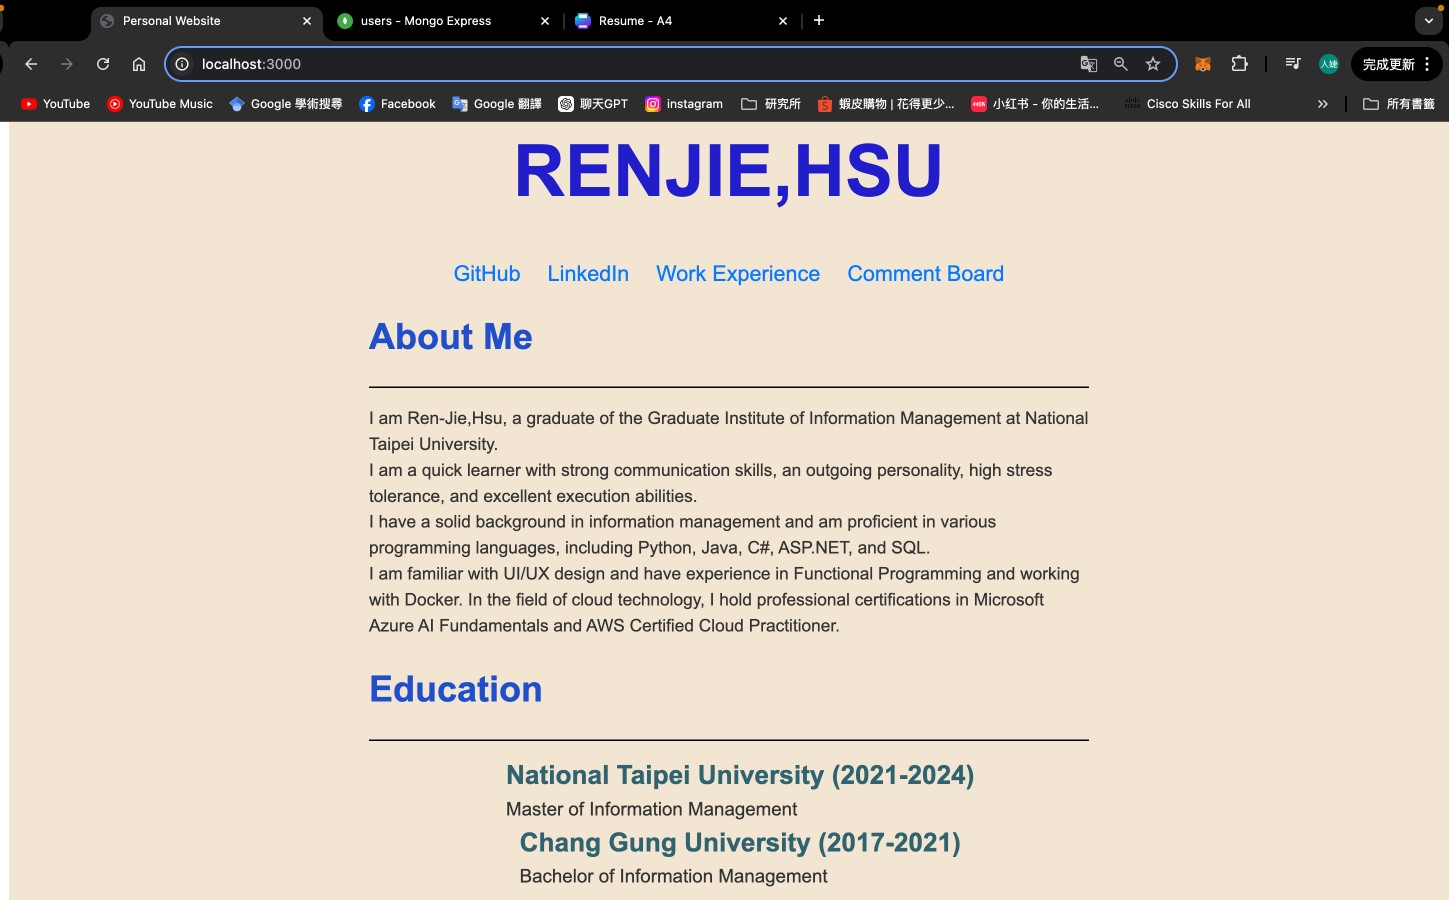 Personal Website
users - Mongo Express
Resume - A4
localhost:3000
完成更新
YouTube
YouTube Music
Google 學術搜尋
Facebook
Google 翻譯
聊天GPT
instagram
研究所
蝦皮購物 | 花得更少...
小红书 - 你的生活...
Cisco Skills For All
所有書籤
RENJIE,HSU
GitHub LinkedIn Work Experience Comment Board
About Me
I am Ren-Jie,Hsu, a graduate of the Graduate Institute of Information Management at National
Taipei University.
I am a quick learner with strong communication skills, an outgoing personality, high stress
tolerance, and excellent execution abilities.
I have a solid background in information management and am proficient in various
programming languages, including Python, Java, C#, ASP.NET, and SQL.
I am familiar with UI/UX design and have experience in Functional Programming and working
with Docker. In the field of cloud technology, I hold professional certifications in Microsoft
Azure AI Fundamentals and AWS Certified Cloud Practitioner.
Education
National Taipei University (2021-2024)
Master of Information Management
Chang Gung University (2017-2021)
Bachelor of Information Management